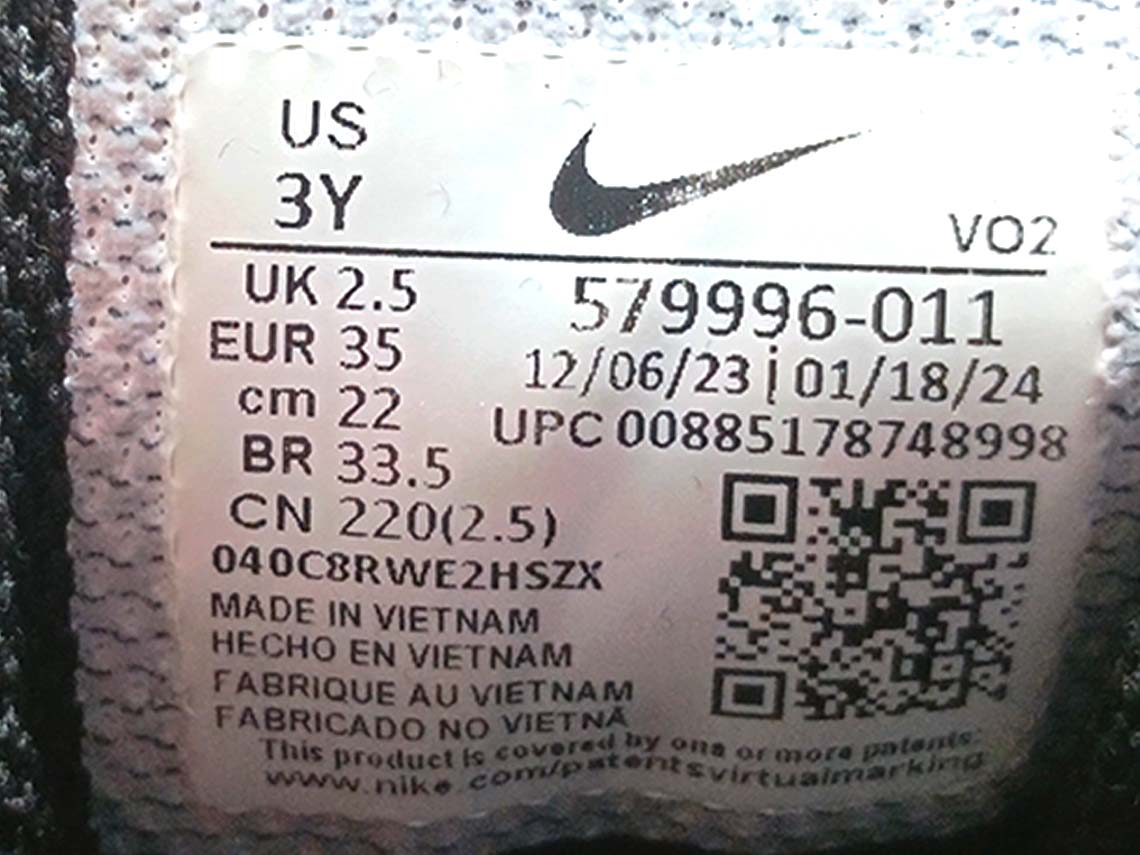 US
3Y
VO2
UK 2.5
EUR 35
cm 22
BR 33.5
CN 220(2.5)
579996-011
12/06/23 | 01/18/24
UPC 00885178748998
040C8RWE2HSZX
MADE IN VIETNAM
HECHO EN VIETNAM
FABRIQUE AU VIETNAM
FABRICADO NO VIETNÃ
This product is covered by one or more patents:
www.nike.com/patentsvirtualmarking